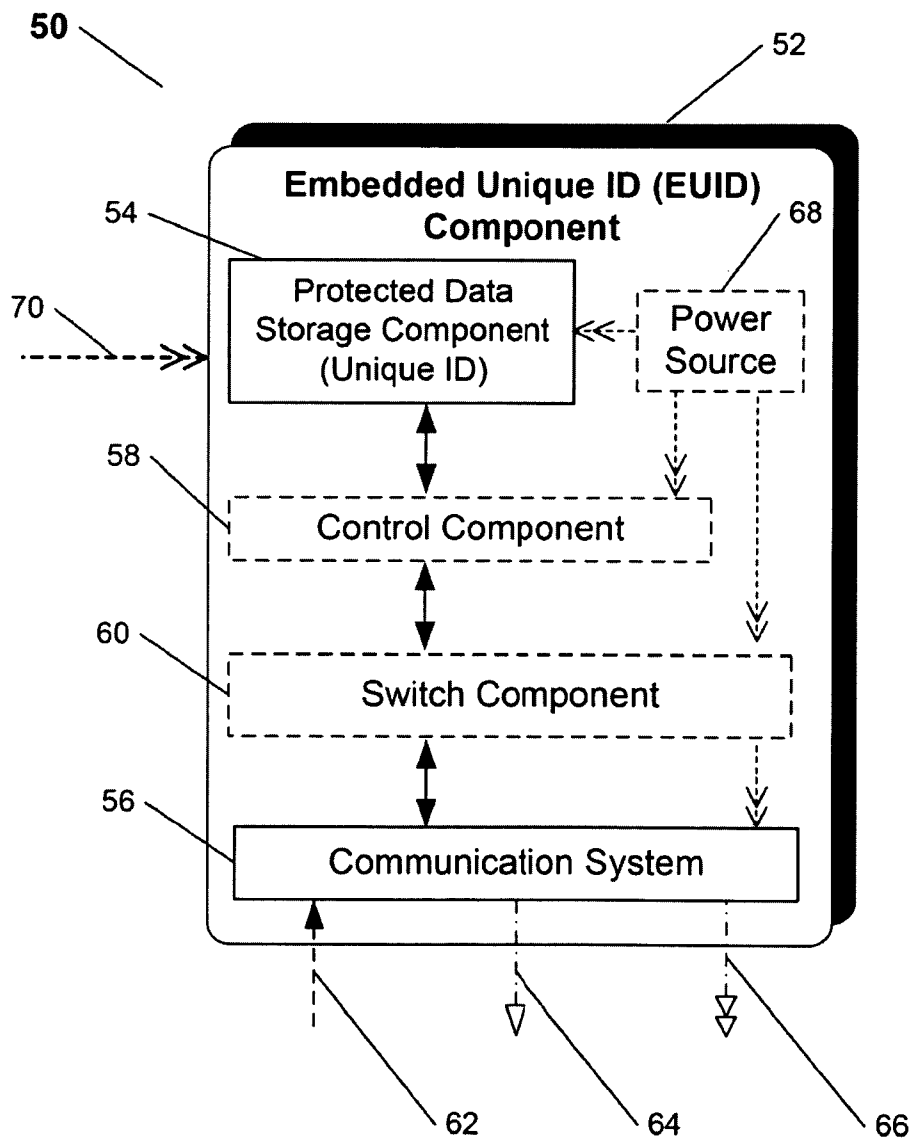 50
52
Embedded Unique ID (EUID)
Component
54
68
Protected Data
Storage Component
(Unique ID)
Power
Source
70
58
Control Component
60
Switch Component
56
Communication System
62
64
66